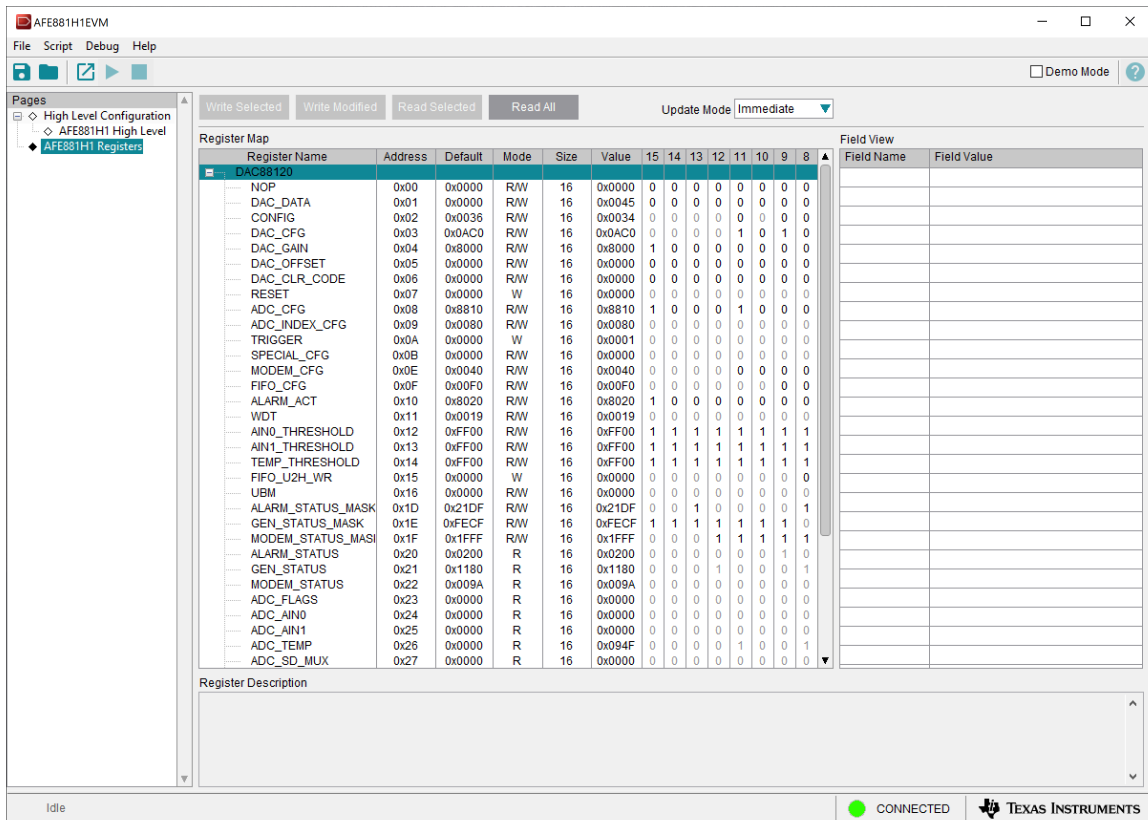 AFE881H1EVM
File Script Debug Help
Demo Mode
Pages
High Level Configuration
AFE881H1 High Level
AFE881H1 Registers
Write Selected Write Modified Read Selected Read All Update Mode Immediate
Register Map
Register Name Address Default Mode Size Value 15 14 13 12 11 10 9 8
DAC88120
NOP 0x00 0x0000 R/W 16 0x0000 0 0 0 0 0 0 0 0
DAC_DATA 0x01 0x0000 R/W 16 0x0045 0 0 0 0 0 0 0 0
CONFIG 0x02 0x0036 R/W 16 0x0034 0 0 0 0 0 0 0 0
DAC_CFG 0x03 0x0AC0 R/W 16 0x0AC0 0 0 0 0 1 0 1 0
DAC_GAIN 0x04 0x8000 R/W 16 0x8000 1 0 0 0 0 0 0 0
DAC_OFFSET 0x05 0x0000 R/W 16 0x0000 0 0 0 0 0 0 0 0
DAC_CLR_CODE 0x06 0x0000 R/W 16 0x0000 0 0 0 0 0 0 0 0
RESET 0x07 0x0000 W 16 0x0000 0 0 0 0 0 0 0 0
ADC_CFG 0x08 0x8810 R/W 16 0x8810 1 0 0 0 1 0 0 0
ADC_INDEX_CFG 0x09 0x0080 R/W 16 0x0080 0 0 0 0 0 0 0 0
TRIGGER 0x0A 0x0000 W 16 0x0001 0 0 0 0 0 0 0 0
SPECIAL_CFG 0x0B 0x0000 R/W 16 0x0000 0 0 0 0 0 0 0 0
MODEM_CFG 0x0E 0x0040 R/W 16 0x0040 0 0 0 0 0 0 0 0
FIFO_CFG 0x0F 0x00F0 R/W 16 0x00F0 0 0 0 0 0 0 0 0
ALARM_ACT 0x10 0x8020 R/W 16 0x8020 1 0 0 0 0 0 0 0
WDT 0x11 0x0019 R/W 16 0x0019 0 0 0 0 0 0 0 0
AIN0_THRESHOLD 0x12 0xFF00 R/W 16 0xFF00 1 1 1 1 1 1 1 1
AIN1_THRESHOLD 0x13 0xFF00 R/W 16 0xFF00 1 1 1 1 1 1 1 1
TEMP_THRESHOLD 0x14 0xFF00 R/W 16 0xFF00 1 1 1 1 1 1 1 1
FIFO_U2H_WR 0x15 0x0000 W 16 0x0000 0 0 0 0 0 0 0 0
UBM 0x16 0x0000 R/W 16 0x0000 0 0 0 0 0 0 0 0
ALARM_STATUS_MASK 0x1D 0x21DF R/W 16 0x21DF 0 0 1 0 0 0 0 1
GEN_STATUS_MASK 0x1E 0xFECF R/W 16 0xFECF 1 1 1 1 1 1 1 0
MODEM_STATUS_MASI 0x1F 0x1FFF R/W 16 0x1FFF 0 0 0 1 1 1 1 1
ALARM_STATUS 0x20 0x0200 R 16 0x0200 0 0 0 0 0 0 1 0
GEN_STATUS 0x21 0x1180 R 16 0x1180 0 0 0 1 0 0 0 1
MODEM_STATUS 0x22 0x009A R 16 0x009A 0 0 0 0 0 0 0 0
ADC_FLAGS 0x23 0x0000 R 16 0x0000 0 0 0 0 0 0 0 0
ADC_AIN0 0x24 0x0000 R 16 0x0000 0 0 0 0 0 0 0 0
ADC_AIN1 0x25 0x0000 R 16 0x0000 0 0 0 0 0 0 0 0
ADC_TEMP 0x26 0x0000 R 16 0x094F 0 0 0 0 1 0 0 1
ADC_SD_MUX 0x27 0x0000 R 16 0x0000 0 0 0 0 0 0 0 0
Field View
Field Name Field Value
Register Description
Idle CONNECTED TEXAS INSTRUMENTS